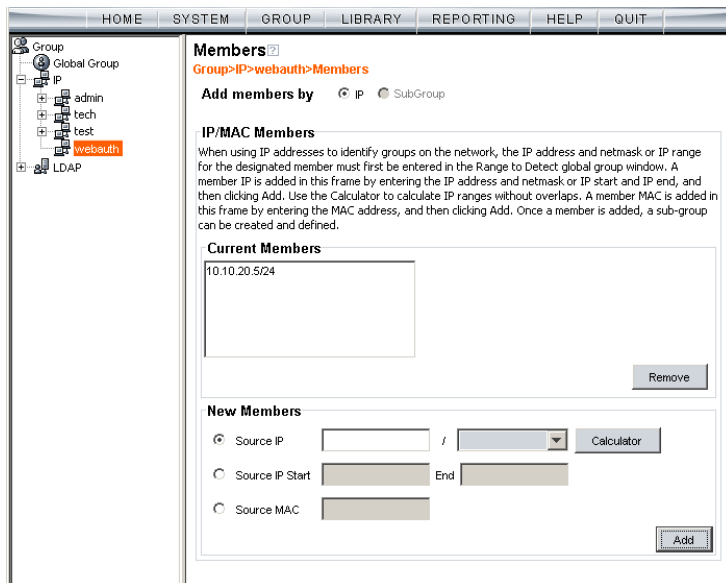 HOME SYSTEM GROUP LIBRARY REPORTING HELP QUIT
Group
Global Group
IP
admin
tech
test
webauth
LDAP
Members?
Group>IP>webauth>Members
Add members by IP SubGroup
IP/MAC Members
When using IP addresses to identify groups on the network, the IP address and netmask or IP range
for the designated member must first be entered in the Range to Detect global group window. A
member IP is added in this frame by entering the IP address and netmask or IP start and IP end, and
then clicking Add. Use the Calculator to calculate IP ranges without overlaps. A member MAC is added in
this frame by entering the MAC address, and then clicking Add. Once a member is added, a sub-group
can be created and defined.
Current Members
10.10.20.5/24
Remove
New Members
Source IP / Calculator
Source IP Start End
Source MAC
Add